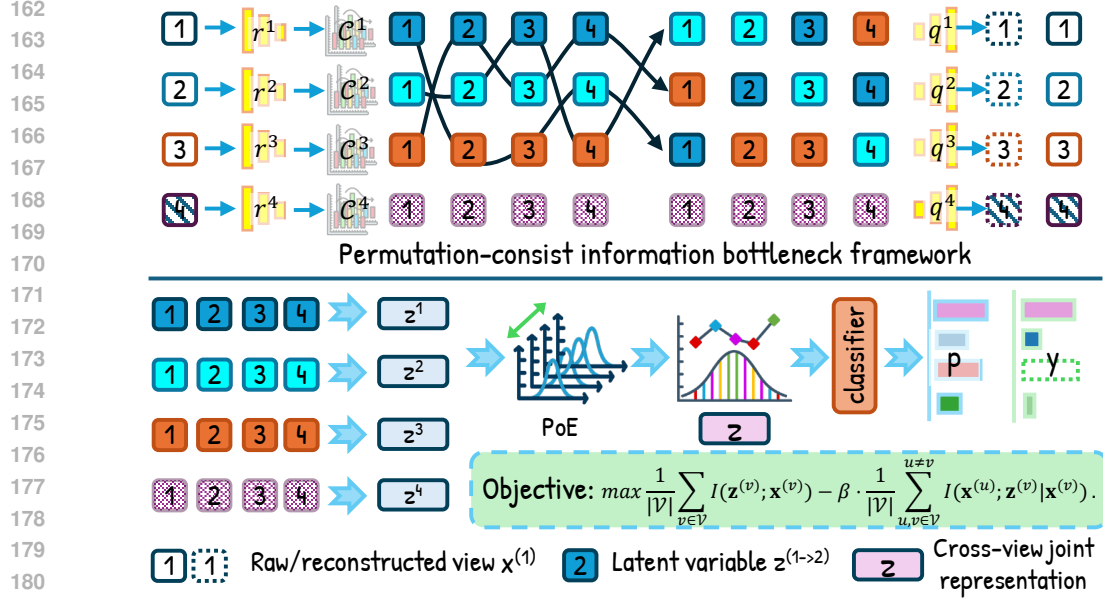 162
163
164
165
166
167
168
169
170
171
172
173
174
175
176
177
178
179
180
1 r¹ C¹ 1 2 3 4 1 2 3 4 q¹ 1 1
2 r² C² 1 2 3 4 1 2 3 4 q² 2 2
3 r³ C³ 1 2 3 4 1 2 3 4 q³ 3 3
4 r⁴ C⁴ 1 2 3 4 1 2 3 4 q⁴ 4 4
Permutation-consist information bottleneck framework
1 2 3 4 z¹
1 2 3 4 z²
1 2 3 4 z³
1 2 3 4 z⁴
PoE
z
classifier
p y
Objective: max 1/|𝒱| ∑_{v∈𝒱} I(z^(v); x^(v)) − β · 1/|𝒱| ∑_{u,v∈𝒱}^{u≠v} I(x^(u); z^(v)|x^(v)) .
1 1 Raw/reconstructed view x^(1)
2 Latent variable z^(1->2)
z Cross-view joint
representation